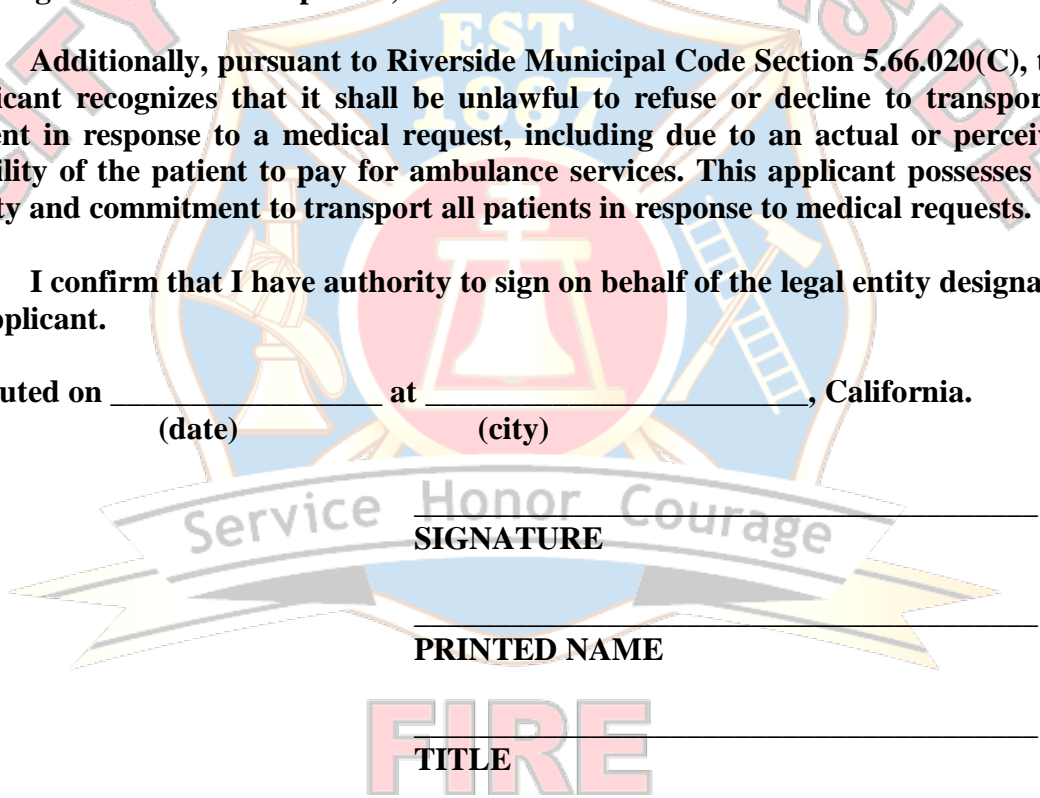 Additionally, pursuant to Riverside Municipal Code Section 5.66.020(C), t
icant recognizes that it shall be unlawful to refuse or decline to transpor
ent in response to a medical request, including due to an actual or perceiv
ility of the patient to pay for ambulance services. This applicant possesses
ty and commitment to transport all patients in response to medical requests.
I confirm that I have authority to sign on behalf of the legal entity designa
pplicant.
uted on _________________ at ________________________, California.
(date) (city)
Service Honor Courage
SIGNATURE
PRINTED NAME
TITLE
EST.
1887
FIRE